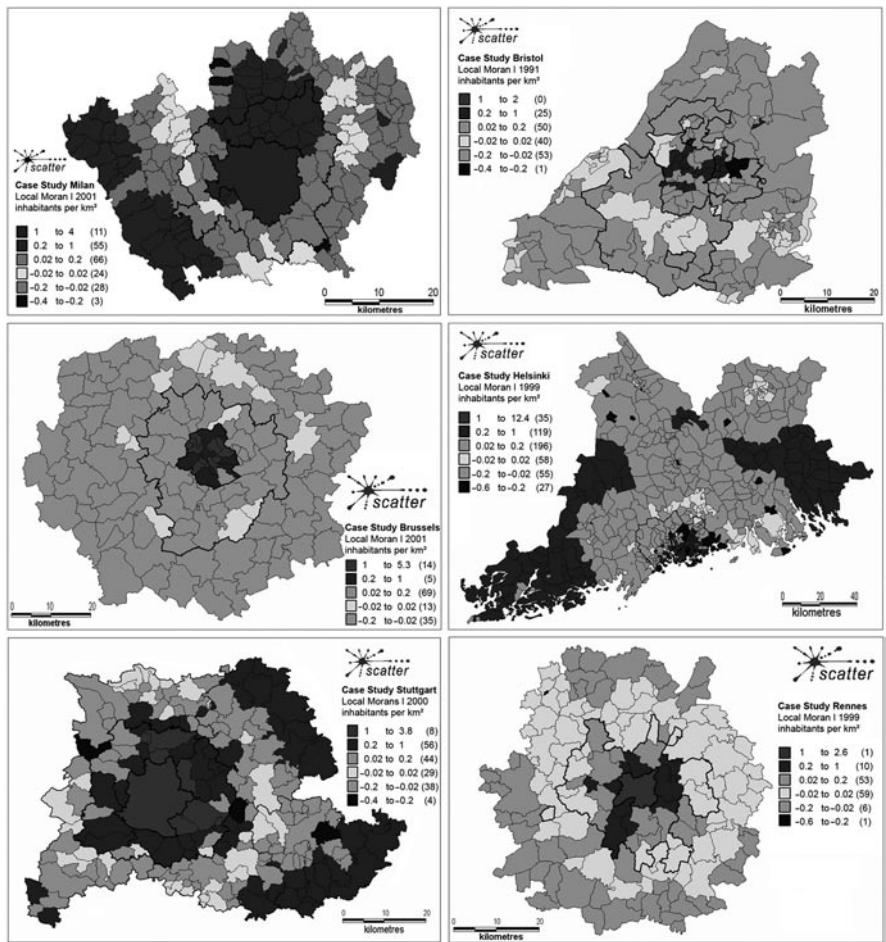 scatter
Case Study Milan
Local Moran I 2001
inhabitants per km²
1 to 4 (11)
0.2 to 1 (55)
0.02 to 0.2 (66)
−0.02 to 0.02 (24)
−0.2 to−0.02 (28)
−0.4 to−0.2 (3)
0 10 20
kilometres
scatter
Case Study Bristol
Local Moran I 1991
inhabitants per km²
1 to 2 (0)
0.2 to 1 (25)
0.02 to 0.2 (50)
−0.02 to 0.02 (40)
−0.2 to−0.02 (53)
−0.4 to−0.2 (1)
0 10 20
kilometres
scatter
Case Study Brussels
Local Moran I 2001
inhabitants per km²
1 to 5.3 (14)
0.2 to 1 (5)
0.02 to 0.2 (69)
−0.02 to 0.02 (13)
−0.2 to−0.02 (35)
0 10 20
kilometres
scatter
Case Study Helsinki
Local Moran I 1999
inhabitants per km²
1 to 12.4 (35)
0.2 to 1 (119)
0.02 to 0.2 (196)
−0.02 to 0.02 (58)
−0.2 to−0.02 (55)
−0.6 to−0.2 (27)
0 20 40
kilometres
scatter
Case Study Stuttgart
Local Morans I 2000
inhabitants per km²
1 to 3.8 (8)
0.2 to 1 (56)
0.02 to 0.2 (44)
−0.02 to 0.02 (29)
−0.2 to−0.02 (38)
−0.4 to−0.2 (4)
0 10 20
kilometres
scatter
Case Study Rennes
Local Moran I 1999
inhabitants per km²
1 to 2.6 (1)
0.2 to 1 (10)
0.02 to 0.2 (53)
−0.02 to 0.02 (59)
−0.2 to−0.02 (6)
−0.6 to−0.2 (1)
0 10 20
kilometres